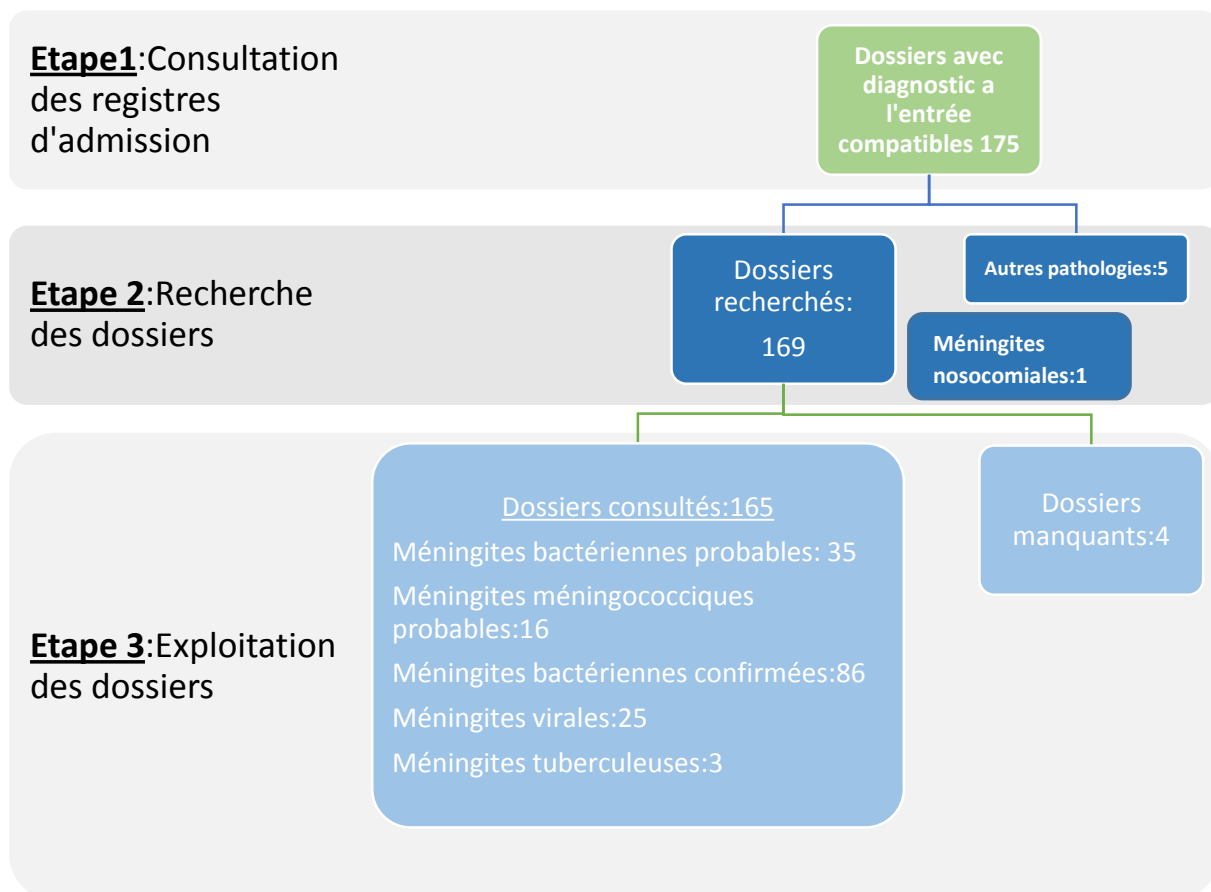 Etape1:Consultation
des registres
d'admission
Dossiers avec
diagnostic a
l'entrée
compatibles 175
Etape 2:Recherche
des dossiers
Dossiers
recherchés:
169
Autres pathologies:5
Méningites
nosocomiales:1
Etape 3:Exploitation
des dossiers
Dossiers consultés:165
Méningites bactériennes probables: 35
Méningites méningococciques
probables:16
Méningites bactériennes confirmées:86
Méningites virales:25
Méningites tuberculeuses:3
Dossiers
manquants:4